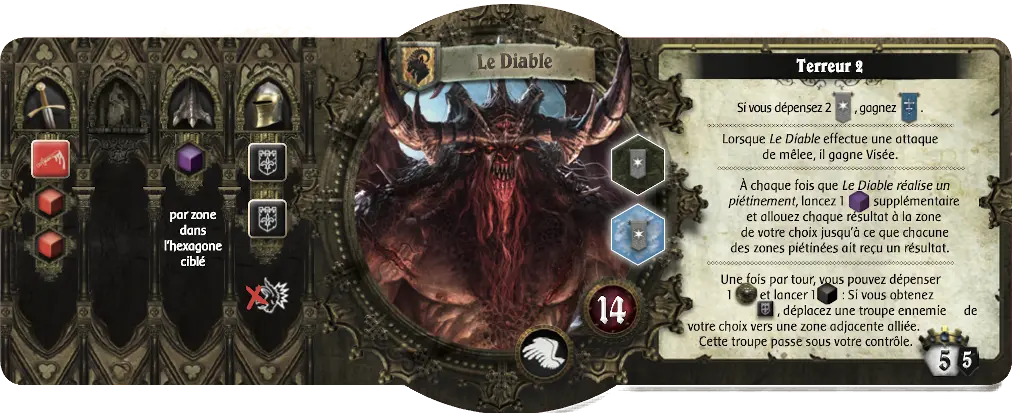 Le Diable
par zone
dans
l'hexagone
ciblé
14
Terreur 2
Si vous dépensez 2 , gagnez .
Lorsque Le Diable effectue une attaque
de mêlee, il gagne Visée.
À chaque fois que Le Diable réalise un
piétinement, lancez 1 supplémentaire
et allouez chaque résultat à la zone
de votre choix jusqu'à ce que chacune
des zones piétinées ait reçu un résultat.
Une fois par tour, vous pouvez dépenser
1 et lancer 1 : Si vous obtenez
, déplacez une troupe ennemie de
votre choix vers une zone adjacente alliée.
Cette troupe passe sous votre contrôle.
5 5